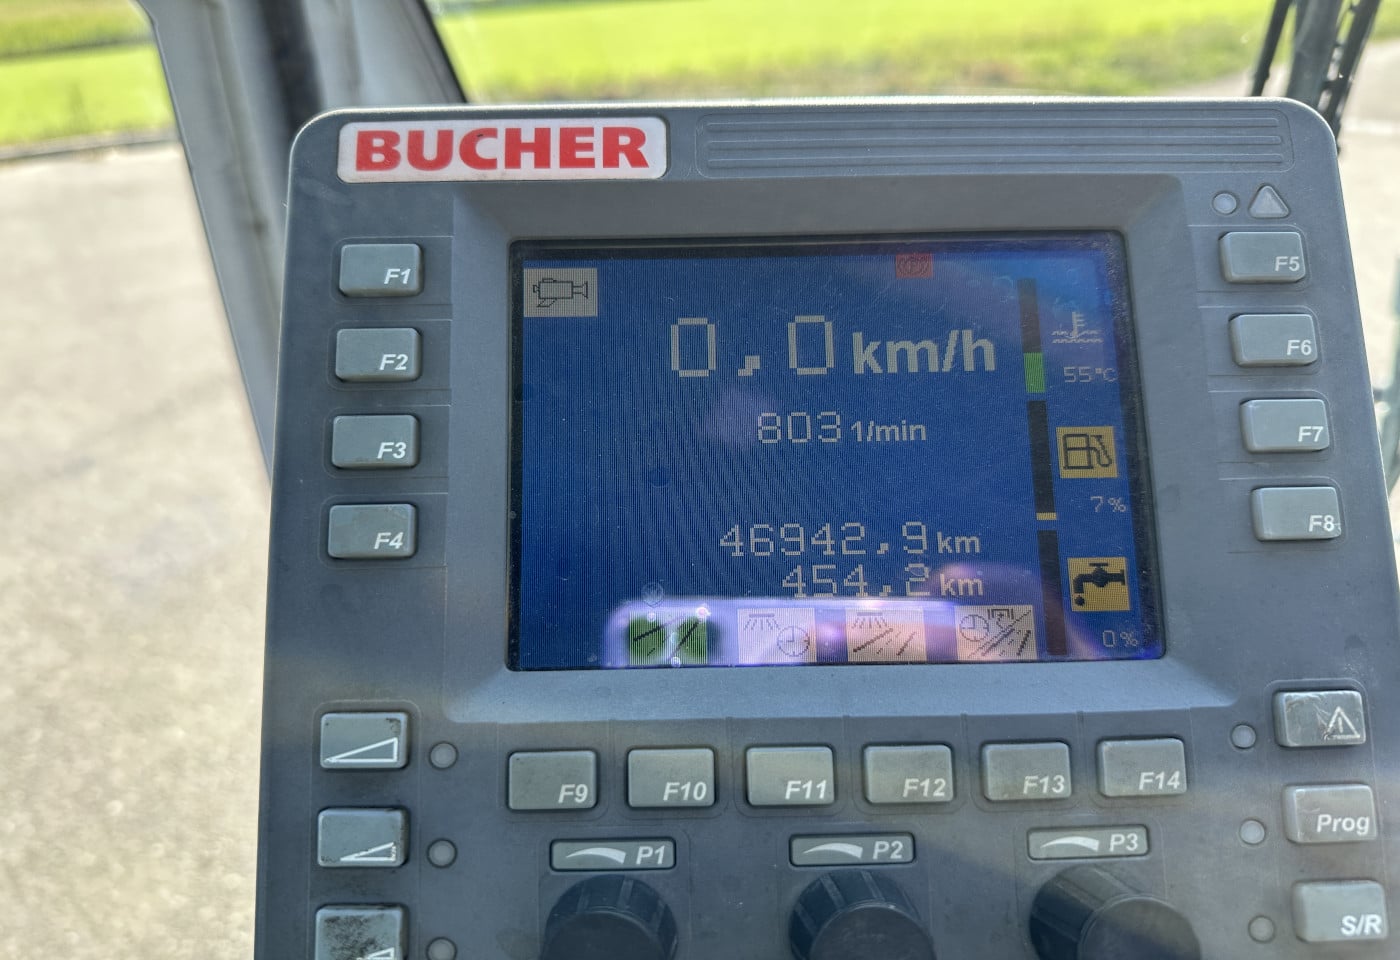 BUCHER
F1
F2
F3
F4
0,0 km/h
803 1/min
46942,9 km
454,2 km
55°C
7%
0%
F5
F6
F7
F8
F9
F10
F11
F12
F13
F14
P1
P2
P3
Prog
S/R